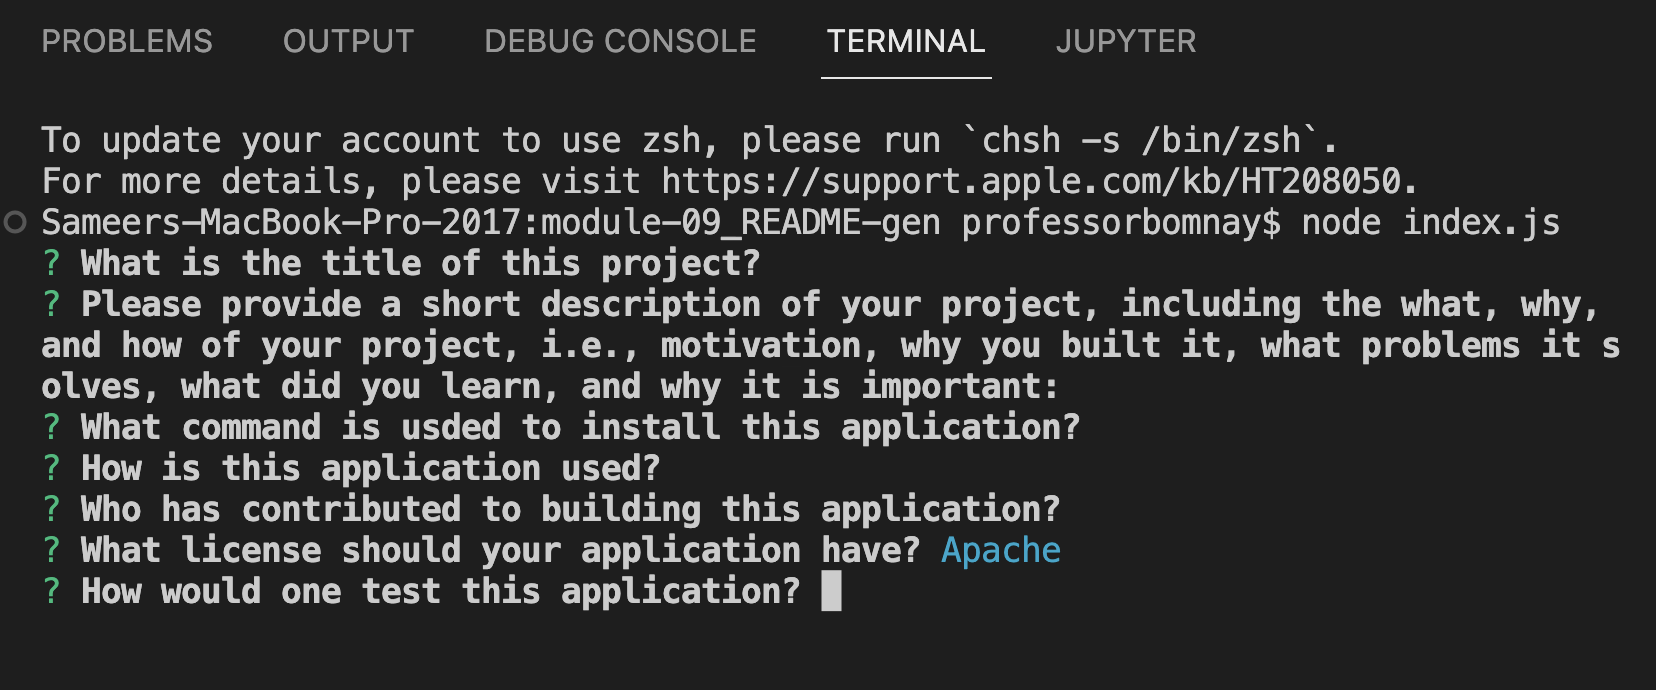 PROBLEMS OUTPUT DEBUG CONSOLE TERMINAL JUPYTER
To update your account to use zsh, please run `chsh -s /bin/zsh`.
For more details, please visit https://support.apple.com/kb/HT208050.
Sameers-MacBook-Pro-2017:module-09_README-gen professorbomnay$ node index.js
? What is the title of this project?
? Please provide a short description of your project, including the what, why,
and how of your project, i.e., motivation, why you built it, what problems it s
olves, what did you learn, and why it is important:
? What command is usded to install this application?
? How is this application used?
? Who has contributed to building this application?
? What license should your application have? Apache
? How would one test this application?